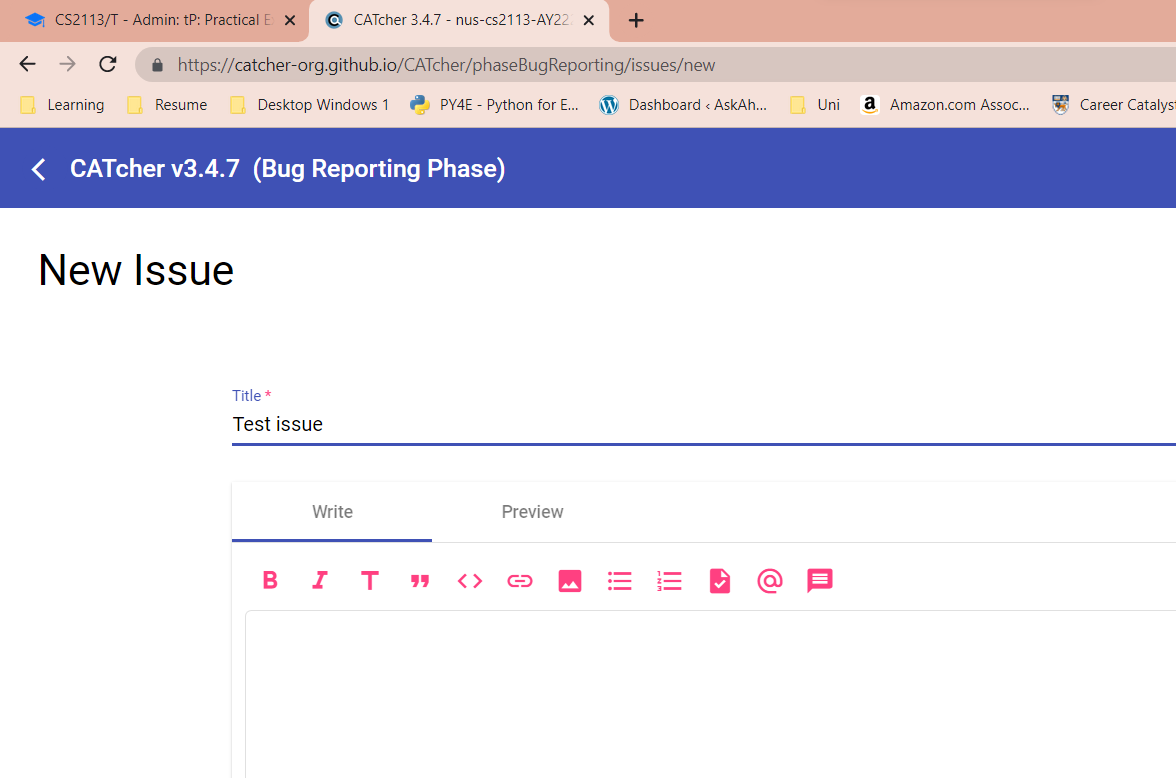 CS2113/T - Admin: tP: Practical E
CATcher 3.4.7 - nus-cs2113-AY22
https://catcher-org.github.io/CATcher/phaseBugReporting/issues/new
Learning Resume Desktop Windows 1 PY4E - Python for E... Dashboard ‹ AskAh... Uni Amazon.com Assoc... Career Catalyst
CATcher v3.4.7 (Bug Reporting Phase)
New Issue
Title *
Test issue
Write Preview